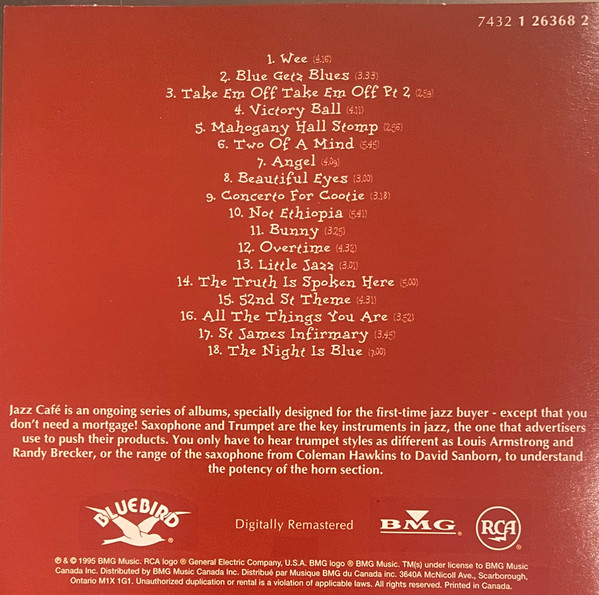 7432 1 26368 2
1. Wee (4.16)
2. Blue Getz Blues (3.33)
3. Take Em Off Take Em Off Pt 2 (2.59)
4. Victory Ball (4.11)
5. Mahogany Hall Stomp (2.56)
6. Two Of A Mind (5.45)
7. Angel (4.09)
8. Beautiful Eyes (3.00)
9. Concerto For Cootie (3.18)
10. Not Ethiopia (5.41)
11. Bunny (3.25)
12. Overtime (4.32)
13. Little Jazz (3.01)
14. The Truth Is Spoken Here (5.00)
15. 52nd St Theme (4.31)
16. All The Things You Are (3.52)
17. St James Infirmary (3.45)
18. The Night Is Blue (7.00)
Jazz Café is an ongoing series of albums, specially designed for the first-time jazz buyer - except that you
don't need a mortgage! Saxophone and Trumpet are the key instruments in jazz, the one that advertisers
use to push their products. You only have to hear trumpet styles as different as Louis Armstrong and
Randy Brecker, or the range of the saxophone from Coleman Hawkins to David Sanborn, to understand
the potency of the horn section.
BLUEBIRD ®
Digitally Remastered
BMG ®
RCA ®
℗ & © 1995 BMG Music. RCA logo ® General Electric Company, U.S.A. BMG logo ® BMG Music. TM(s) under license to BMG Music
Canada Inc. Distributed by BMG Music Canada Inc. Distribué par Musique BMG du Canada inc. 3640A McNicoll Ave., Scarborough,
Ontario M1X 1G1. Unauthorized duplication or rental is a violation of applicable laws. All rights reserved. Printed in Canada.